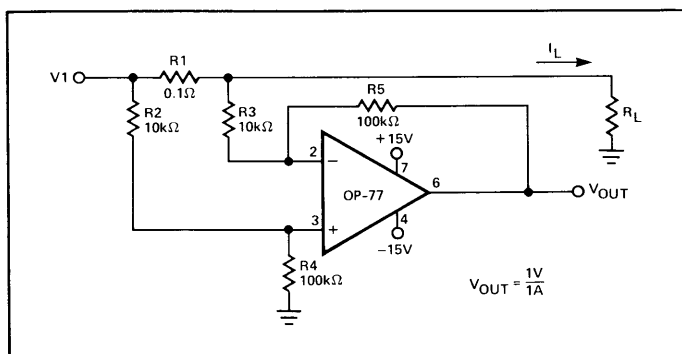 V1
R1
0.1Ω
I_L
R2
10kΩ
R3
10kΩ
R5
100kΩ
R_L
+15V
2
−
7
OP-77
6
V_OUT
3
+
4
−15V
R4
100kΩ
V_OUT = 1V/1A